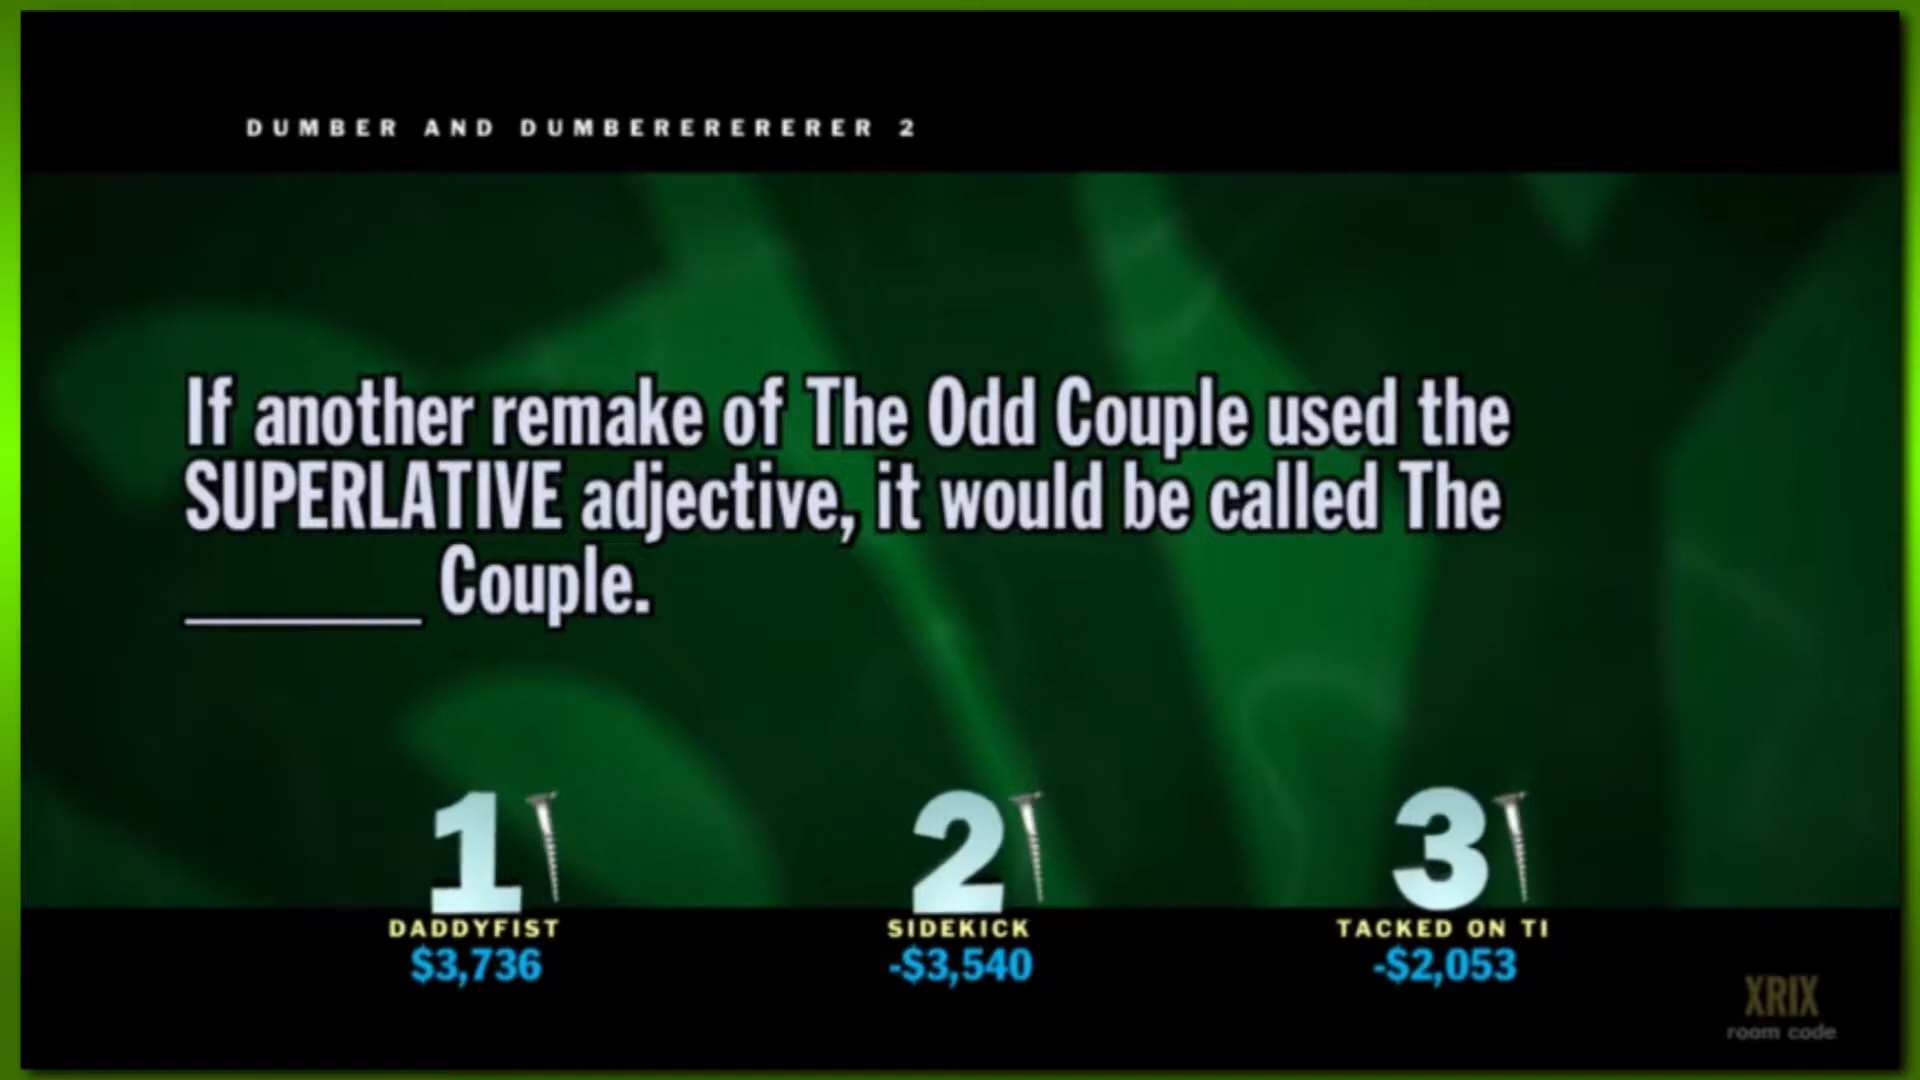 DUMBER AND DUMBERERERERER 2
If another remake of The Odd Couple used the
SUPERLATIVE adjective, it would be called The
________ Couple.
1 2 3
DADDYFIST SIDEKICK TACKED ON TI
$3,736 -$3,540 -$2,053
XRIX
room code